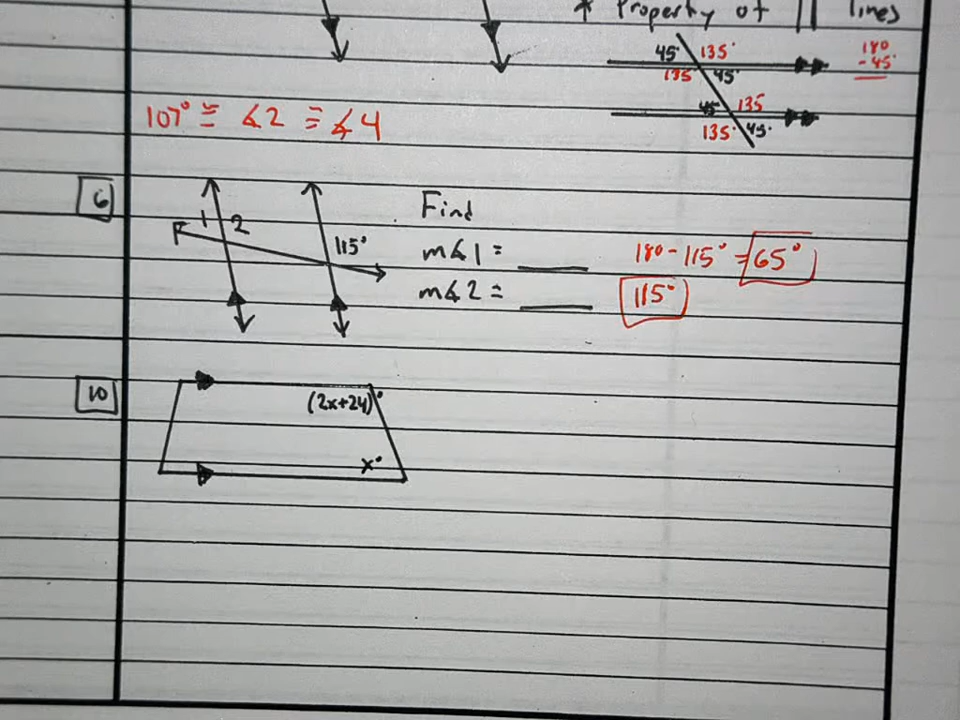 * Property of || lines
45° 135°
135° 45°
180
-45°
45° 135
135° 45°
107° ≅ ∡2 ≅ ∡4
6
1 2
115°
Find
m∡1 = ____ 180-115° = 65°
m∡2 = ____ 115°
10
(2x+24)°
x°